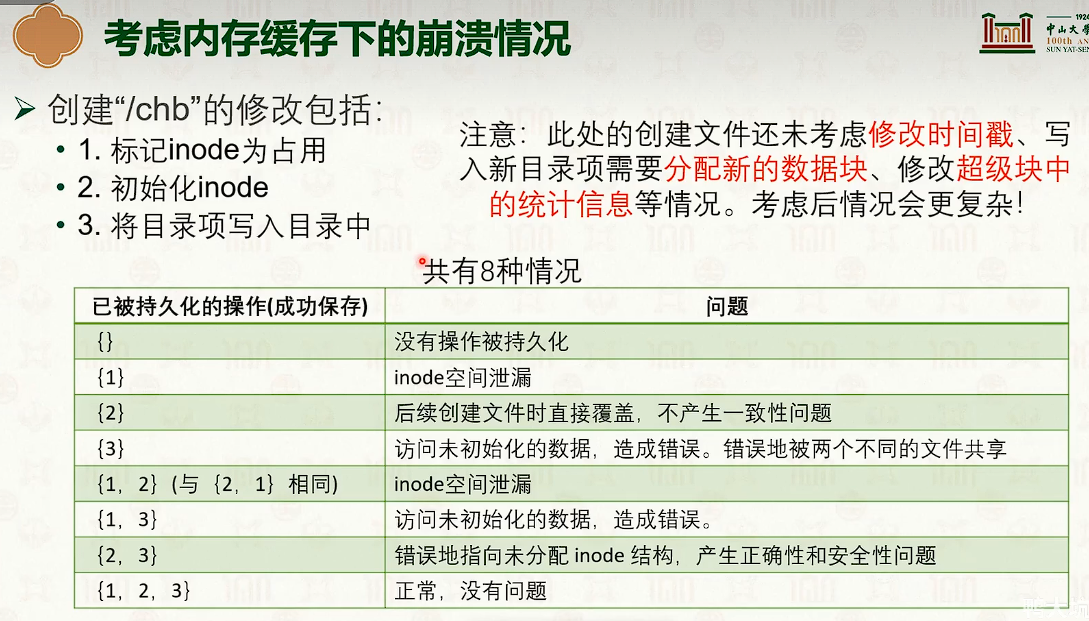 考虑内存缓存下的崩溃情况
中山大学
100th AN
SUN YAT-SEN
➢ 创建“/chb”的修改包括:
• 1. 标记inode为占用
• 2. 初始化inode
• 3. 将目录项写入目录中
注意：此处的创建文件还未考虑修改时间戳、写
入新目录项需要分配新的数据块、修改超级块中
的统计信息等情况。考虑后情况会更复杂！
共有8种情况
已被持久化的操作(成功保存) 问题
{} 没有操作被持久化
{1} inode空间泄漏
{2} 后续创建文件时直接覆盖，不产生一致性问题
{3} 访问未初始化的数据，造成错误。错误地被两个不同的文件共享
{1，2}(与{2，1}相同) inode空间泄漏
{1，3} 访问未初始化的数据，造成错误。
{2，3} 错误地指向未分配 inode 结构，产生正确性和安全性问题
{1，2，3} 正常，没有问题